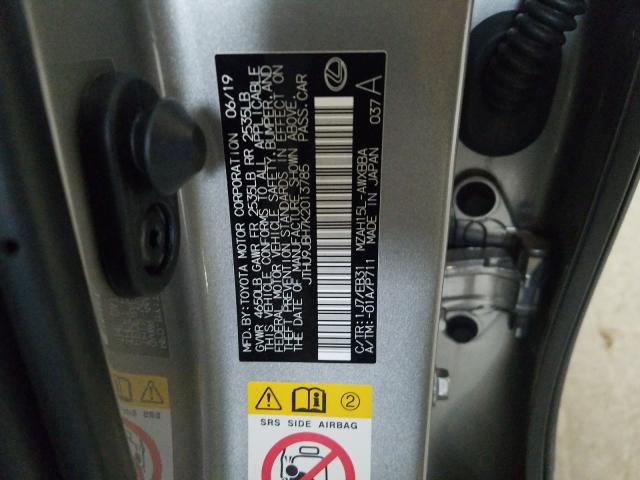 MFD. BY: TOYOTA MOTOR CORPORATION 06/19
GVWR 4650LB GAWR FR 2535LB RR 2535LB
THIS VEHICLE CONFORMS TO ALL APPLICABLE
FEDERAL MOTOR VEHICLE SAFETY, BUMPER, AND
THEFT PREVENTION STANDARDS IN EFFECT ON
THE DATE OF MANUFACTURE SHOWN ABOVE.
JTHU9JBH7K2013785 PASS. CAR
C/TR: 1J7/EB31 MZAH15L-AWXBBA 037 A
A/TM: -01A/P711 MADE IN JAPAN
2
SRS SIDE AIRBAG